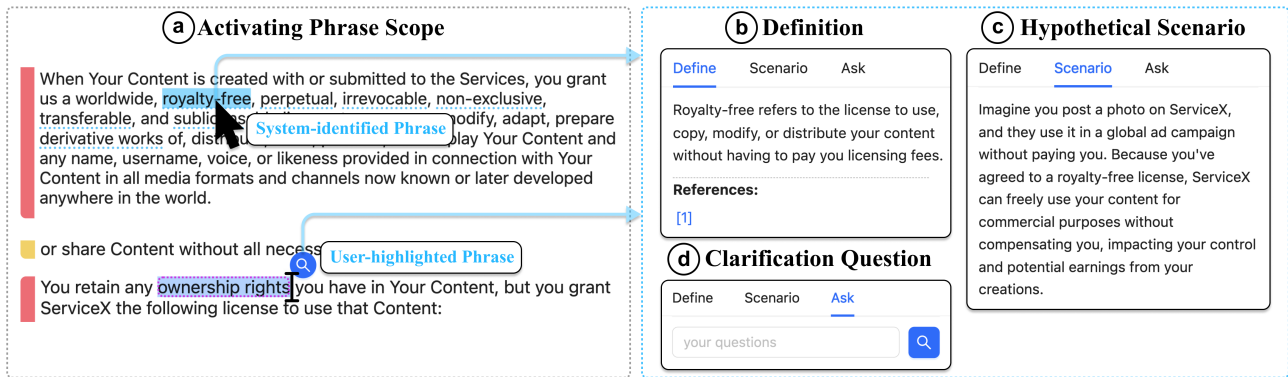 a Activating Phrase Scope
When Your Content is created with or submitted to the Services, you grant
us a worldwide, royalty-free, perpetual, irrevocable, non-exclusive,
transferable, and modify, adapt, prepare
System-identified Phrase
derivative works of, play Your Content and
any name, username, voice, or likeness provided in connection with Your
Content in all media formats and channels now known or later developed
anywhere in the world.
or share Content without all
User-highlighted Phrase
You retain any ownership rights you have in Your Content, but you grant
ServiceX the following license to use that Content:
b Definition
Define Scenario Ask
Royalty-free refers to the license to use,
copy, modify, or distribute your content
without having to pay you licensing fees.
References:
[1]
d Clarification Question
Define Scenario Ask
your questions
c Hypothetical Scenario
Define Scenario Ask
Imagine you post a photo on ServiceX,
and they use it in a global ad campaign
without paying you. Because you've
agreed to a royalty-free license, ServiceX
can freely use your content for
commercial purposes without
compensating you, impacting your control
and potential earnings from your
creations.